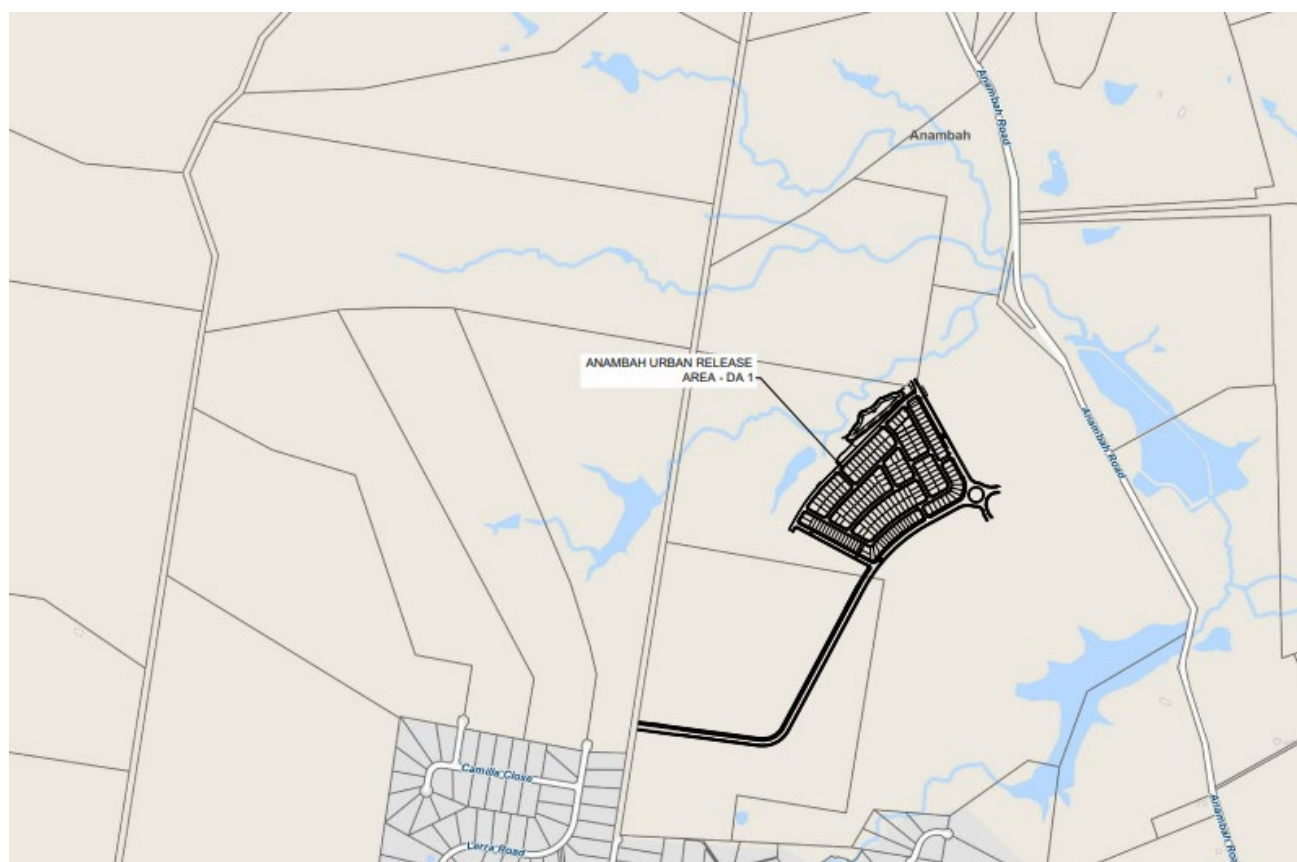 Anambah Road
Anambah
ANAMBAH URBAN RELEASE
AREA - DA 1
Anambah Road
Camilla Close
Anambah Ro
Lerra Road